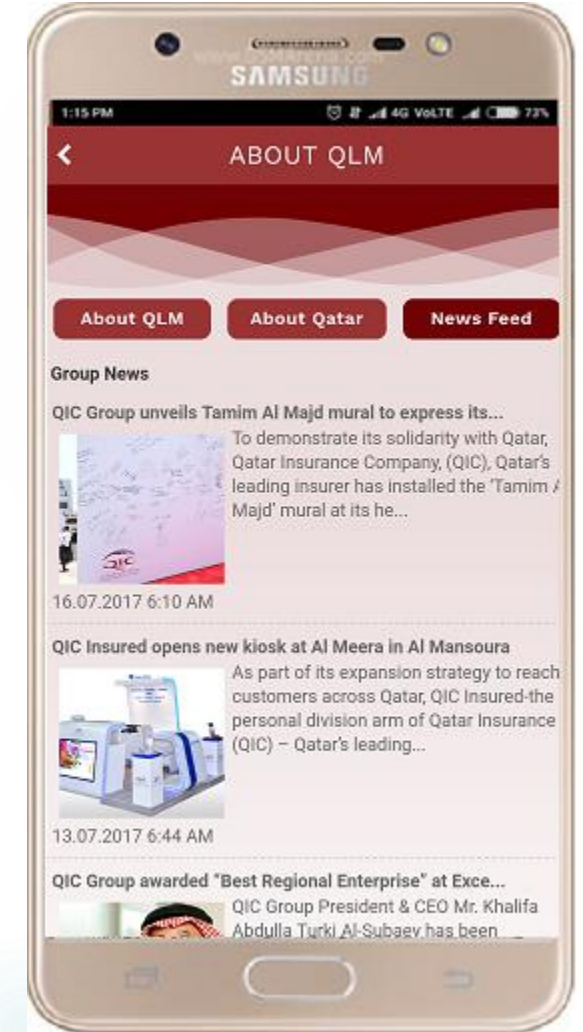 SAMSUNG
1:15 PM
4G VoLTE 73%
ABOUT QLM
About QLM
About Qatar
News Feed
Group News
QIC Group unveils Tamim Al Majd mural to express its...
To demonstrate its solidarity with Qatar,
Qatar Insurance Company, (QIC), Qatar's
leading insurer has installed the 'Tamim A
Majd' mural at its he...
QIC
16.07.2017 6:10 AM
QIC Insured opens new kiosk at Al Meera in Al Mansoura
As part of its expansion strategy to reach
customers across Qatar, QIC Insured-the
personal division arm of Qatar Insurance
(QIC) – Qatar's leading...
13.07.2017 6:44 AM
QIC Group awarded “Best Regional Enterprise” at Exce...
QIC Group President & CEO Mr. Khalifa
Abdulla Turki Al-Subaey has been